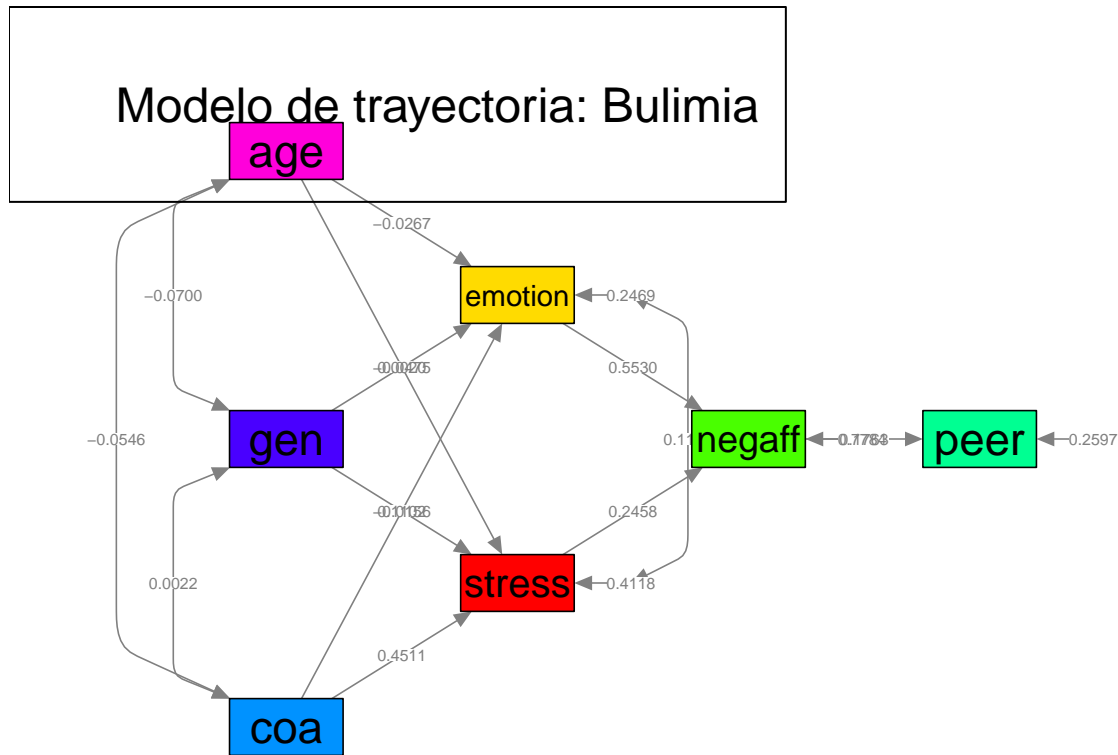 Modelo de trayectoria: Bulimia
age
−0.0267
emotion
0.2469
−0.0700
0.5530
−0.0546
gen
negaff
peer
0.2597
0.2458
0.0022
stress
0.4118
0.4511
coa